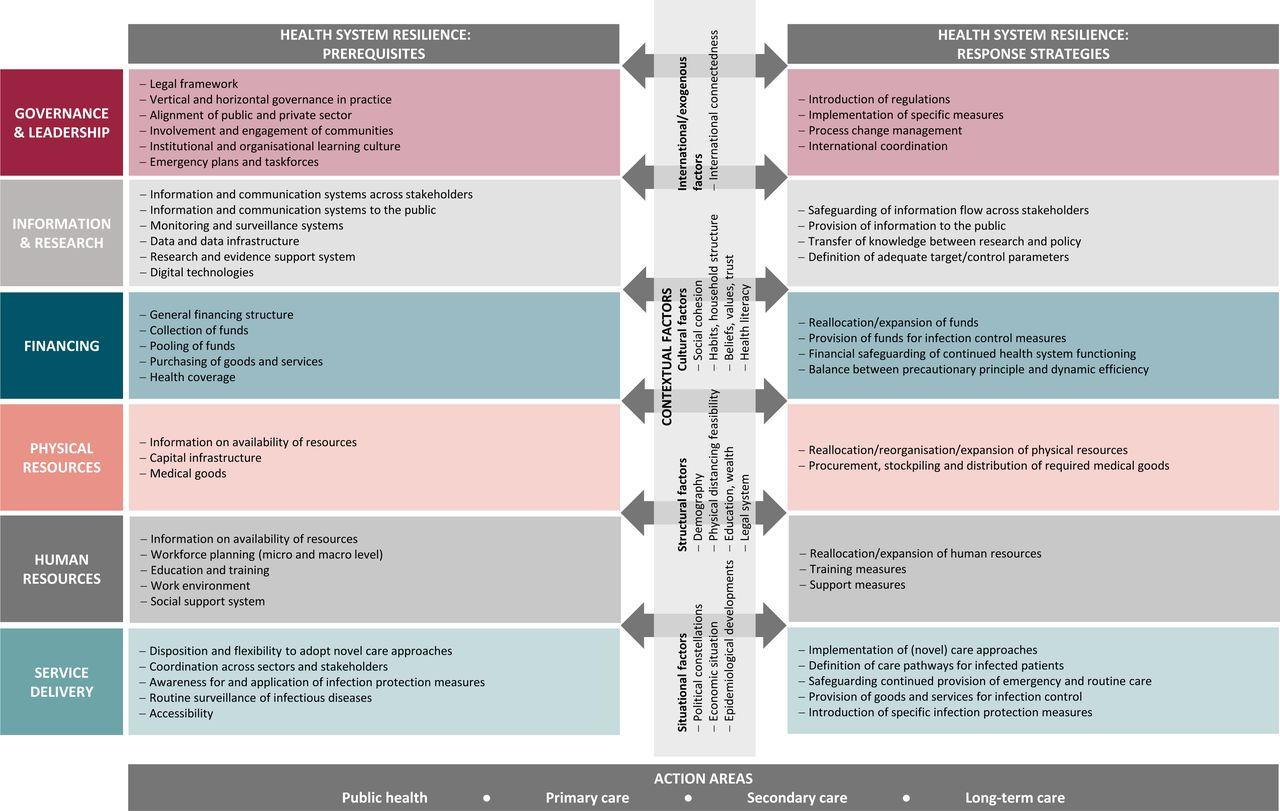 HEALTH SYSTEM RESILIENCE:
PREREQUISITES
HEALTH SYSTEM RESILIENCE:
RESPONSE STRATEGIES
GOVERNANCE
& LEADERSHIP
– Legal framework
– Vertical and horizontal governance in practice
– Alignment of public and private sector
– Involvement and engagement of communities
– Institutional and organisational learning culture
– Emergency plans and taskforces
– Introduction of regulations
– Implementation of specific measures
– Process change management
– International coordination
INFORMATION
& RESEARCH
– Information and communication systems across stakeholders
– Information and communication systems to the public
– Monitoring and surveillance systems
– Data and data infrastructure
– Research and evidence support system
– Digital technologies
– Safeguarding of information flow across stakeholders
– Provision of information to the public
– Transfer of knowledge between research and policy
– Definition of adequate target/control parameters
FINANCING
– General financing structure
– Collection of funds
– Pooling of funds
– Purchasing of goods and services
– Health coverage
– Reallocation/expansion of funds
– Provision of funds for infection control measures
– Financial safeguarding of continued health system functioning
– Balance between precautionary principle and dynamic efficiency
PHYSICAL
RESOURCES
– Information on availability of resources
– Capital infrastructure
– Medical goods
– Reallocation/reorganisation/expansion of physical resources
– Procurement, stockpiling and distribution of required medical goods
HUMAN
RESOURCES
– Information on availability of resources
– Workforce planning (micro and macro level)
– Education and training
– Work environment
– Social support system
– Reallocation/expansion of human resources
– Training measures
– Support measures
SERVICE
DELIVERY
– Disposition and flexibility to adopt novel care approaches
– Coordination across sectors and stakeholders
– Awareness for and application of infection protection measures
– Routine surveillance of infectious diseases
– Accessibility
– Implementation of (novel) care approaches
– Definition of care pathways for infected patients
– Safeguarding continued provision of emergency and routine care
– Provision of goods and services for infection control
– Introduction of specific infection protection measures
CONTEXTUAL FACTORS
International/exogenous
factors
– International connectedness
Cultural factors
– Social cohesion
– Habits, household structure
– Beliefs, values, trust
– Health literacy
Structural factors
– Demography
– Physical distancing feasibility
– Education, wealth
– Legal system
Situational factors
– Political constellations
– Economic situation
– Epidemiological developments
ACTION AREAS
Public health • Primary care • Secondary care • Long-term care